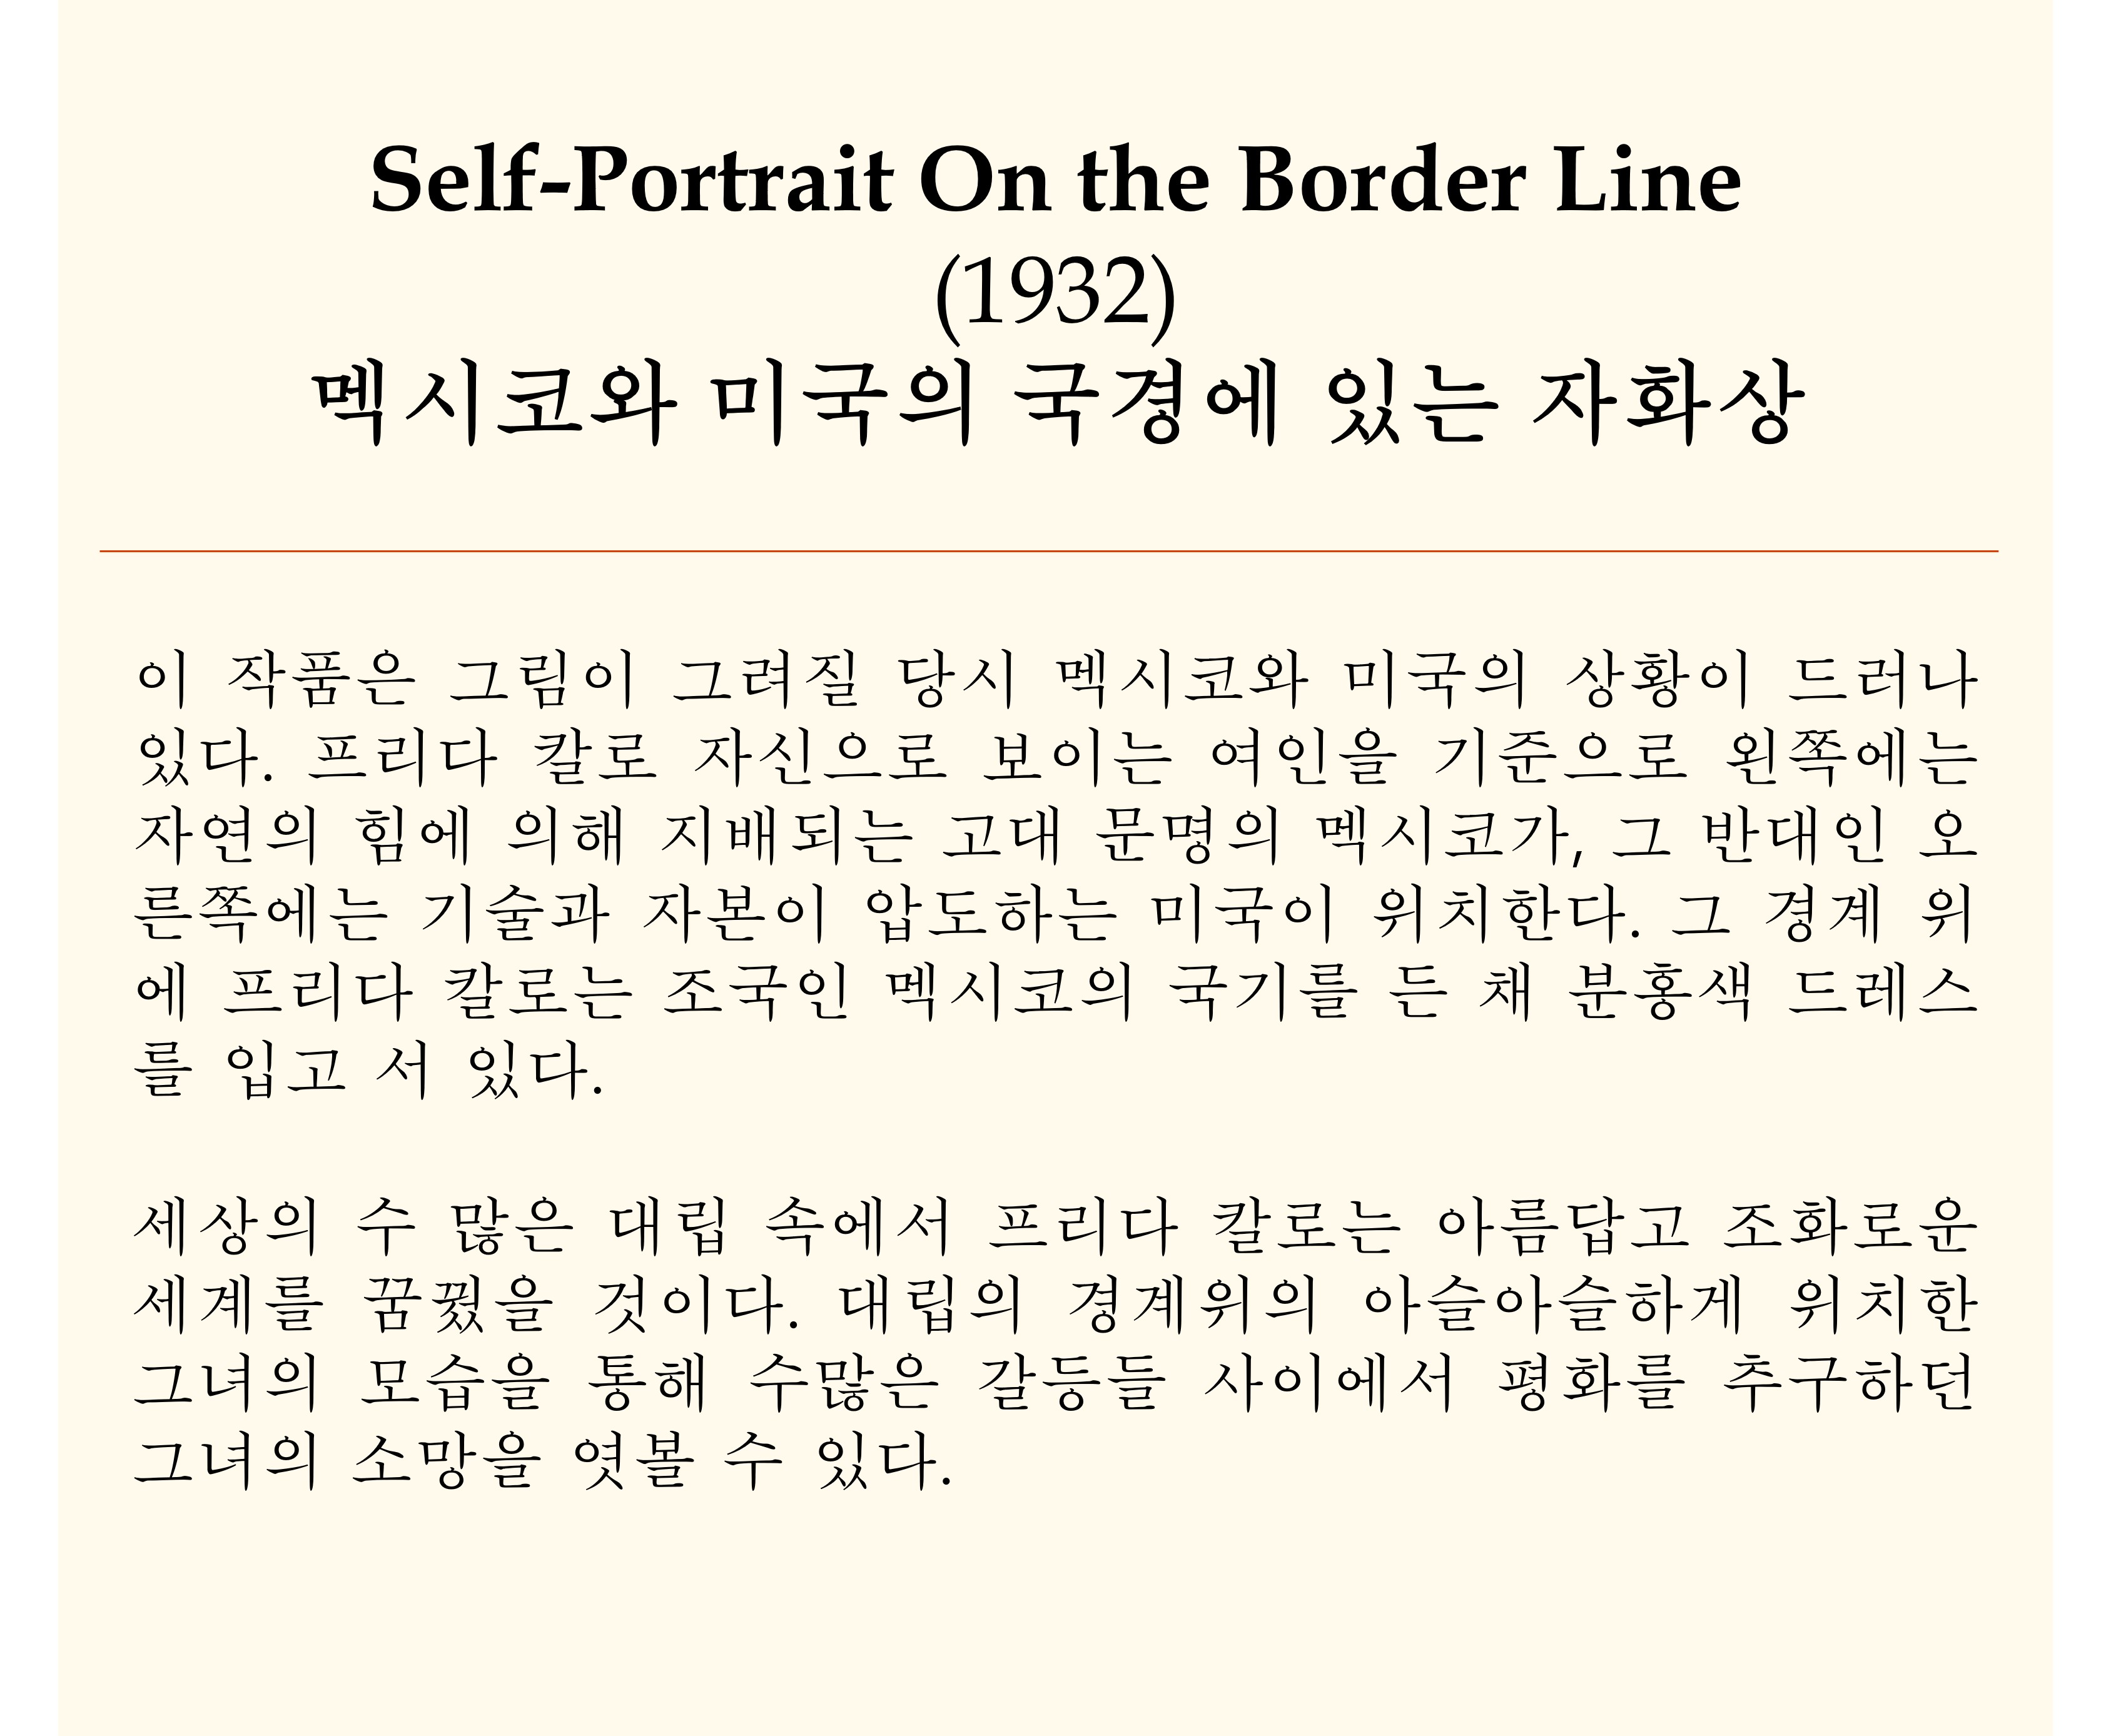 Self-Portrait On the Border Line
(1932)
멕시코와 미국의 국경에 있는 자화상
이 작품은 그림이 그려질 당시 멕시코와 미국의 상황이 드러나
있다. 프리다 칼로 자신으로 보이는 여인을 기준으로 왼쪽에는
자연의 힘에 의해 지배되는 고대 문명의 멕시코가, 그 반대인 오
른쪽에는 기술과 자본이 압도하는 미국이 위치한다. 그 경계 위
에 프리다 칼로는 조국인 멕시코의 국기를 든 채 분홍색 드레스
를 입고 서 있다.
세상의 수 많은 대립 속에서 프리다 칼로는 아름답고 조화로운
세계를 꿈꿨을 것이다. 대립의 경계위의 아슬아슬하게 위치한
그녀의 모습을 통해 수많은 갈등들 사이에서 평화를 추구하던
그녀의 소망을 엿볼 수 있다.